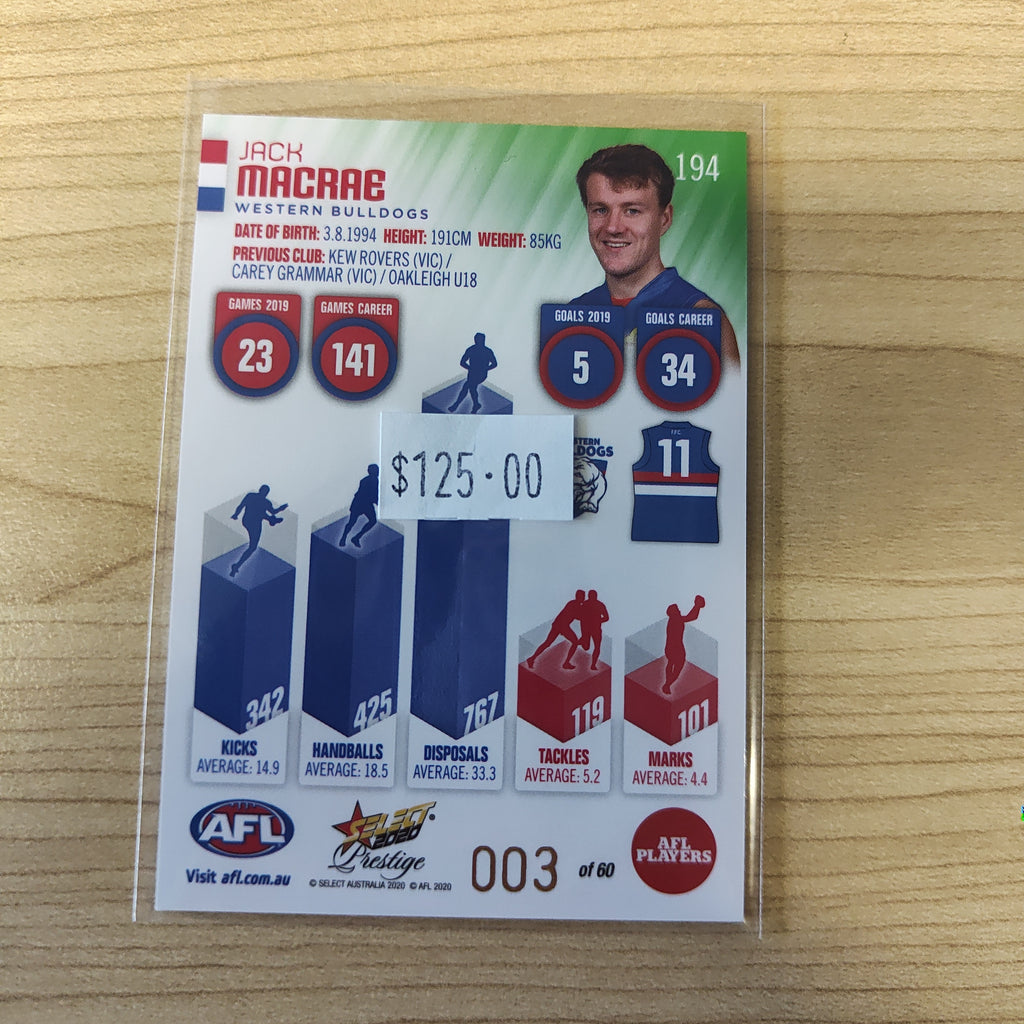 JACK
MACRAE
WESTERN BULLDOGS
194
DATE OF BIRTH: 3.8.1994 HEIGHT: 191CM WEIGHT: 85KG
PREVIOUS CLUB: KEW ROVERS (VIC) /
CAREY GRAMMAR (VIC) / OAKLEIGH U18
GAMES 2019
23
GAMES CAREER
141
GOALS 2019
5
GOALS CAREER
34
$125.00
DOGS
11
342
KICKS
AVERAGE: 14.9
425
HANDBALLS
AVERAGE: 18.5
767
DISPOSALS
AVERAGE: 33.3
119
TACKLES
AVERAGE: 5.2
101
MARKS
AVERAGE: 4.4
AFL
Visit afl.com.au
SELECT
2020
Prestige
© SELECT AUSTRALIA 2020 © AFL 2020
003 of 60
AFL
PLAYERS